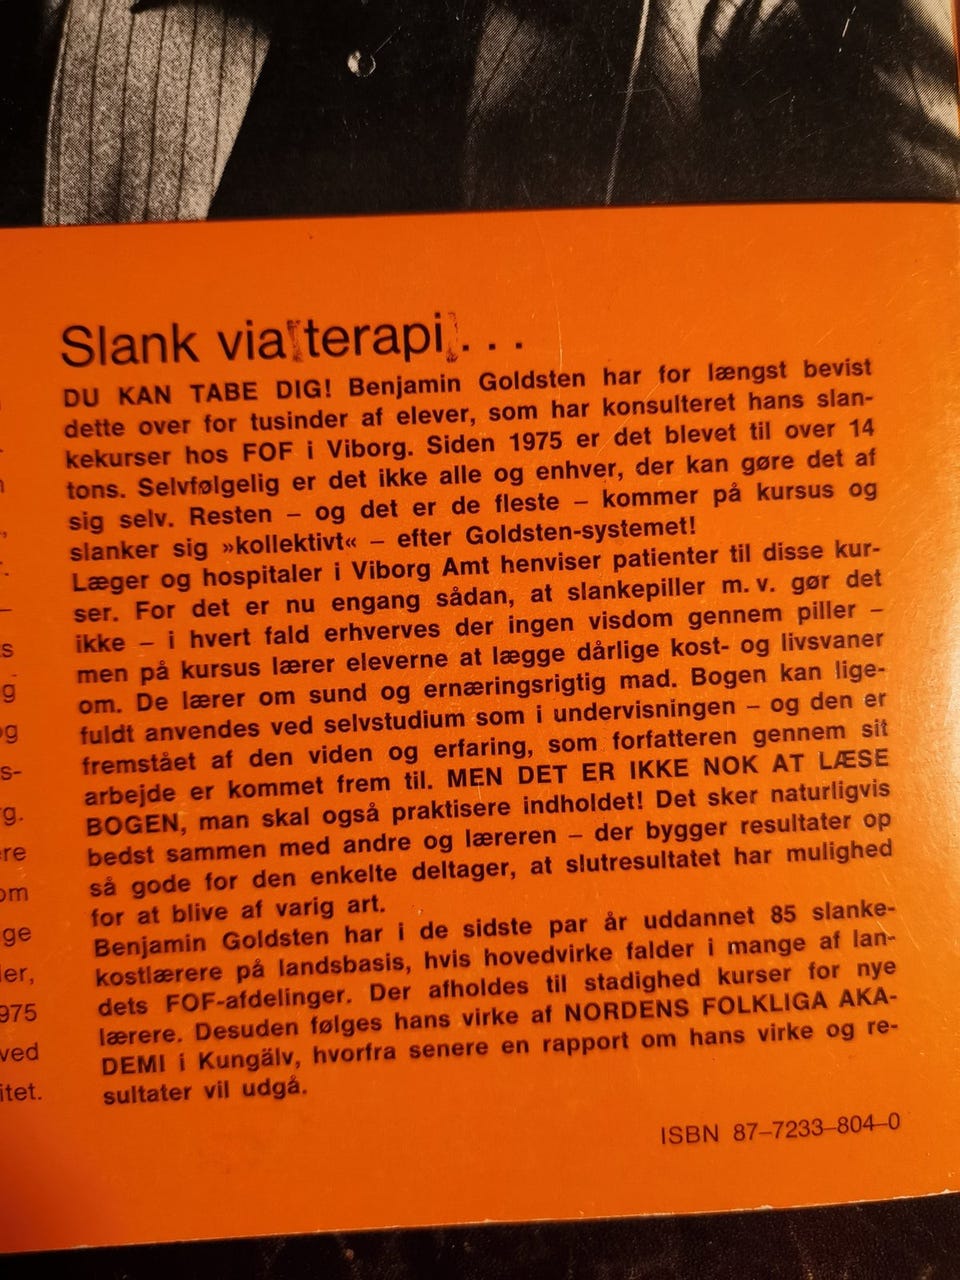 Slank via terapi ...
DU KAN TABE DIG! Benjamin Goldsten har for længst bevist
dette over for tusinder af elever, som har konsulteret hans slan-
kekurser hos FOF i Viborg. Siden 1975 er det blevet til over 14
tons. Selvfølgelig er det ikke alle og enhver, der kan gøre det af
sig selv. Resten – og det er de fleste – kommer på kursus og
slanker sig »kollektivt« – efter Goldsten-systemet!
Læger og hospitaler i Viborg Amt henviser patienter til disse kur-
ser. For det er nu engang sådan, at slankepiller m. v. gør det
ikke – i hvert fald erhverves der ingen visdom gennem piller –
men på kursus lærer eleverne at lægge dårlige kost- og livsvaner
om. De lærer om sund og ernæringsrigtig mad. Bogen kan lige-
fuldt anvendes ved selvstudium som i undervisningen – og den er
fremstået af den viden og erfaring, som forfatteren gennem sit
arbejde er kommet frem til. MEN DET ER IKKE NOK AT LÆSE
BOGEN, man skal også praktisere indholdet! Det sker naturligvis
bedst sammen med andre og læreren – der bygger resultater op
så gode for den enkelte deltager, at slutresultatet har mulighed
for at blive af varig art.
Benjamin Goldsten har i de sidste par år uddannet 85 slanke-
kostlærere på landsbasis, hvis hovedvirke falder i mange af lan-
dets FOF-afdelinger. Der afholdes til stadighed kurser for nye
lærere. Desuden følges hans virke af NORDENS FOLKLIGA AKA-
DEMI i Kungälv, hvorfra senere en rapport om hans virke og re-
sultater vil udgå.
ISBN 87–7233–804–0
975
ved